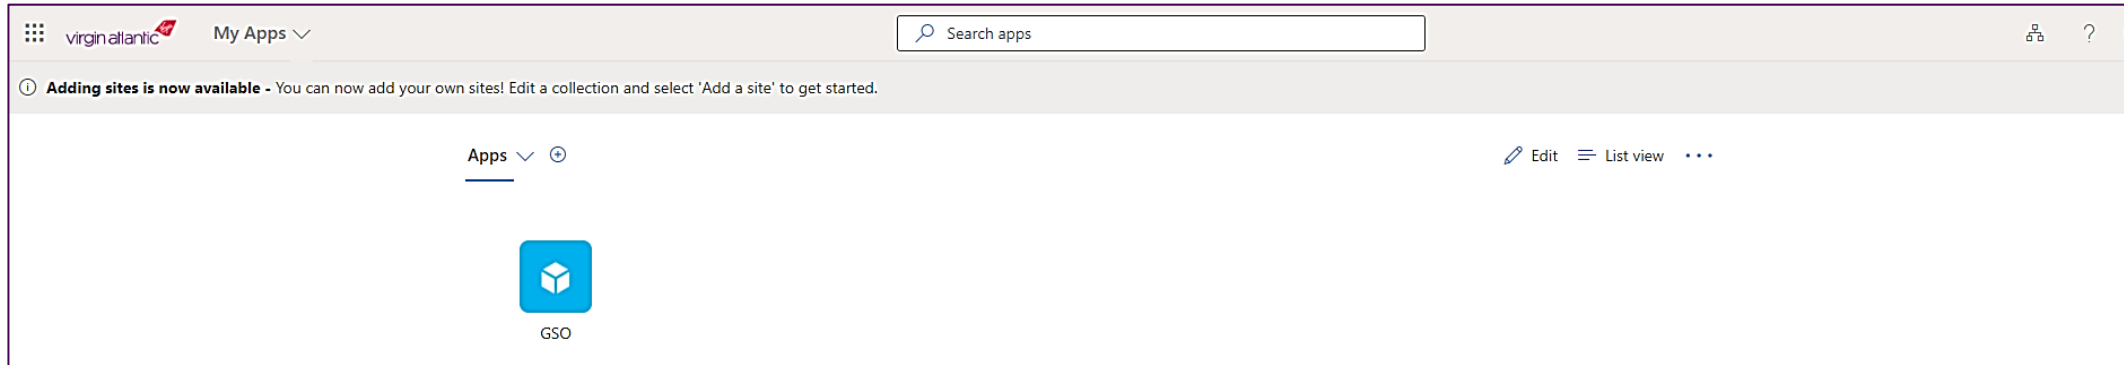 virgin atlantic My Apps Search apps ?
Adding sites is now available - You can now add your own sites! Edit a collection and select 'Add a site' to get started.
Apps Edit List view
GSO